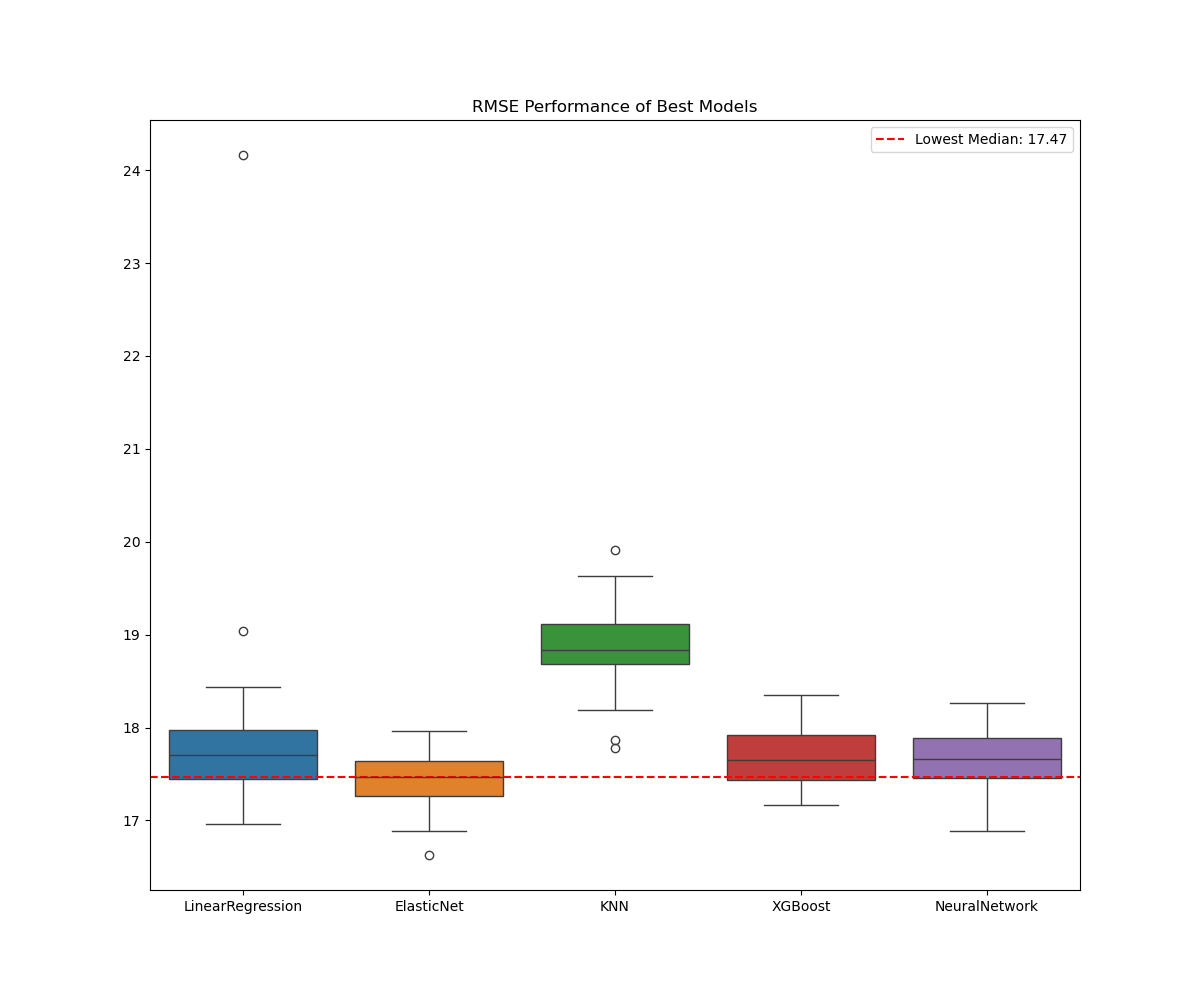 RMSE Performance of Best Models
Lowest Median: 17.47
24
23
22
21
20
19
18
17
LinearRegression ElasticNet KNN XGBoost NeuralNetwork